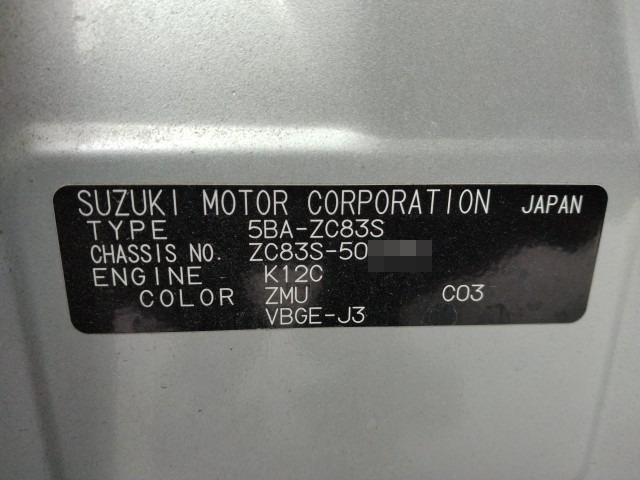 SUZUKI MOTOR CORPORATION JAPAN
TYPE 5BA-ZC83S
CHASSIS NO. ZC83S-50
ENGINE K12C
COLOR ZMU C03
VBGE-J3